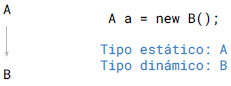 A
A a = new B();
Tipo estático: A
Tipo dinámico: B
B